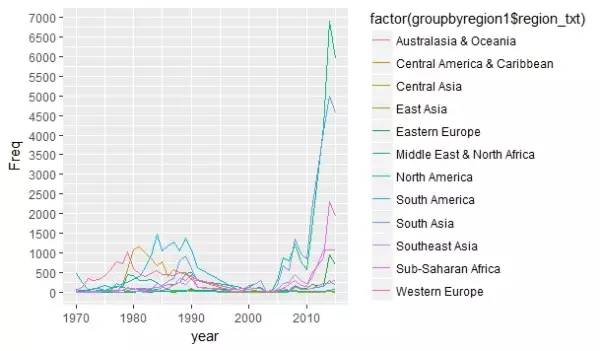 factor(groupbyregion1$region_txt)
7000
6500
6000
5500
5000
4500
4000
3500
3000
2500
2000
1500
1000
500
0
Freq
1970
1980
1990
2000
2010
year
Australasia & Oceania
Central America & Caribbean
Central Asia
East Asia
Eastern Europe
Middle East & North Africa
North America
South America
South Asia
Southeast Asia
Sub-Saharan Africa
Western Europe